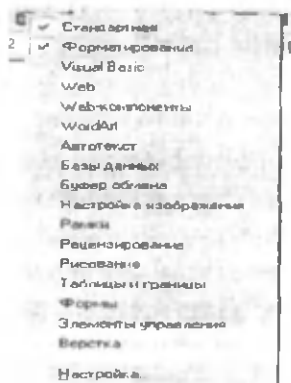 Стандартная
2
Форматирование
Visual Basic
Web
Web-компоненты
WordArt
Автотекст
Базы данных
Буфер обмена
Настройка изображения
Рамки
Рецензирование
Рисование
Таблицы и границы
Формы
Элементы управления
Верстка
Настройка...